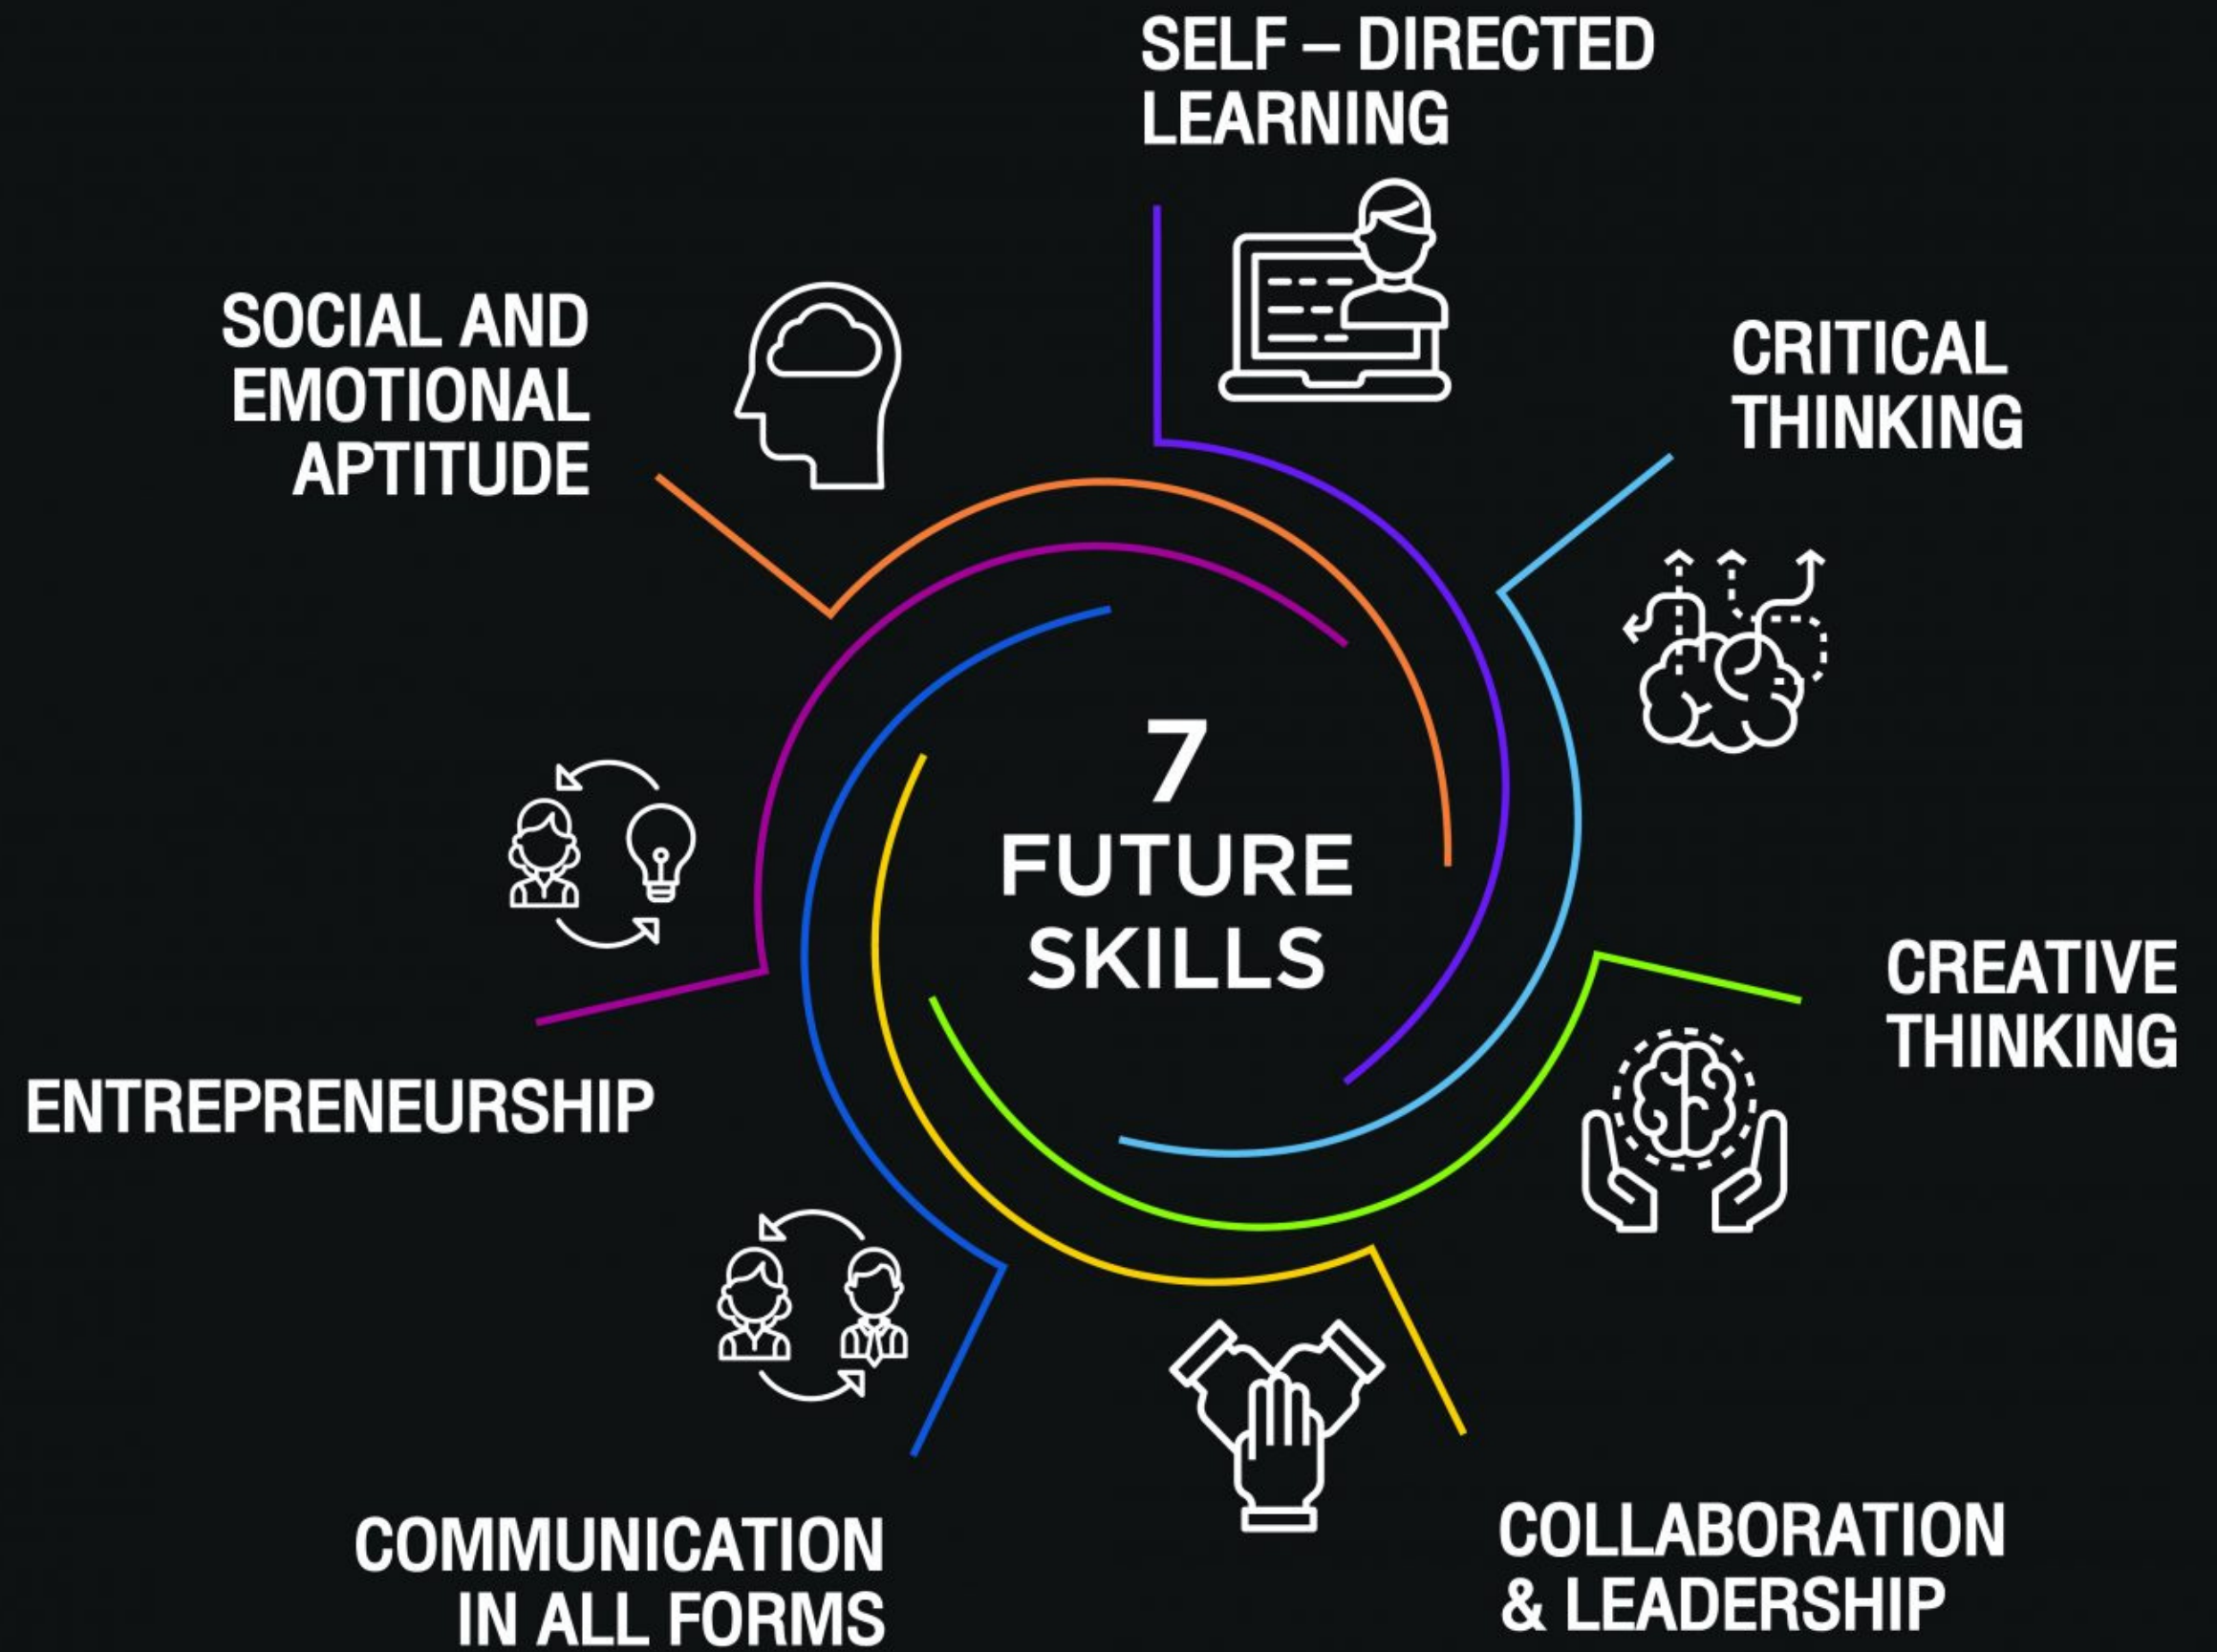 SELF – DIRECTED
LEARNING
SOCIAL AND
EMOTIONAL
APTITUDE
CRITICAL
THINKING
7
FUTURE
SKILLS
CREATIVE
THINKING
ENTREPRENEURSHIP
COMMUNICATION
IN ALL FORMS
COLLABORATION
& LEADERSHIP